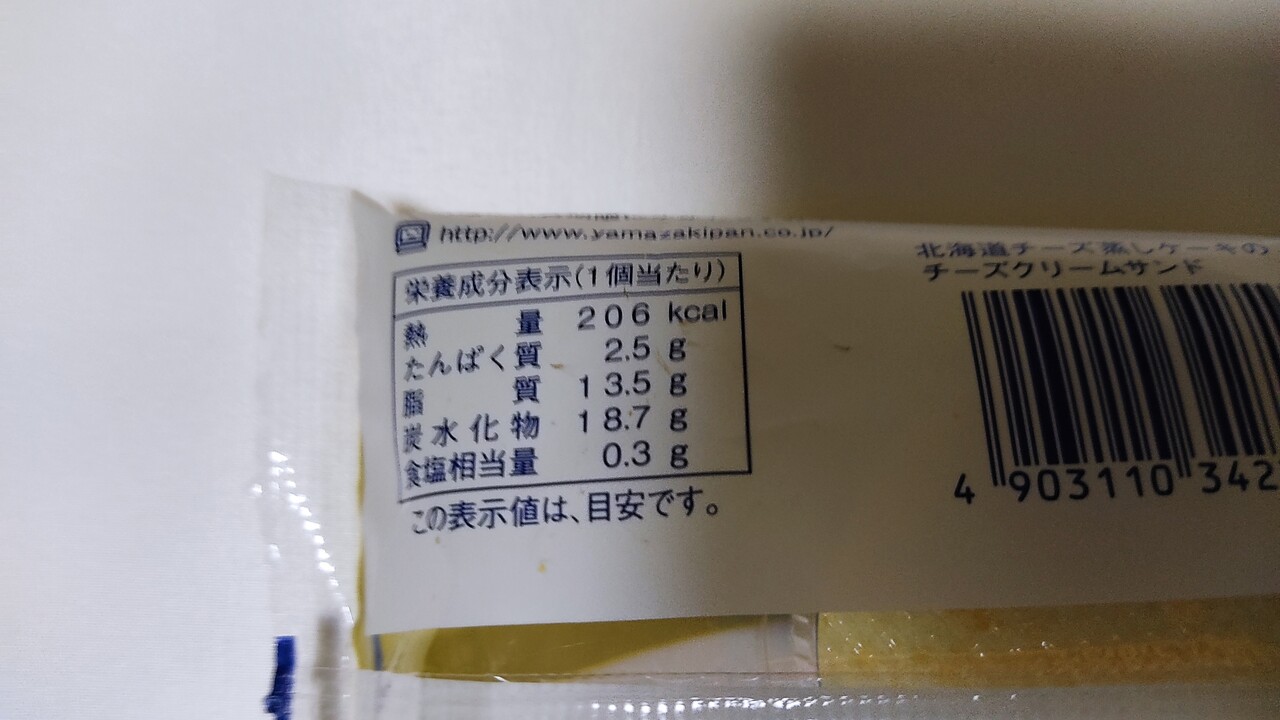 http://www.yamazakipan.co.jp/
栄養成分表示(1個当たり)
熱量 206 kcal
たんぱく質 2.5 g
脂質 13.5 g
炭水化物 18.7 g
食塩相当量 0.3 g
この表示値は、目安です。
北海道チーズ蒸しケーキの
チーズクリームサンド
4 903110 342